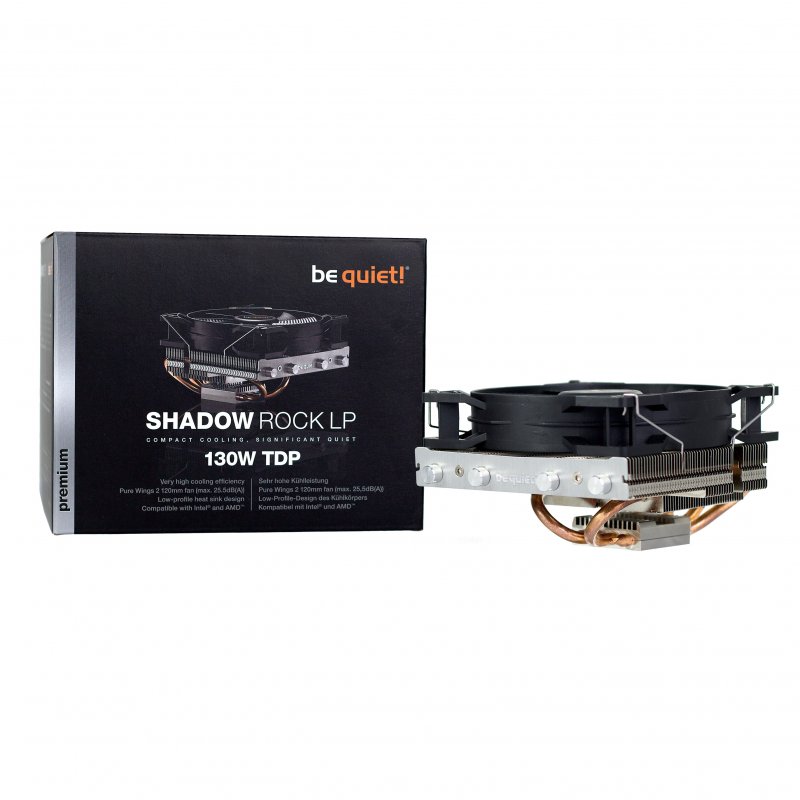 be quiet!®
SHADOW ROCK LP
COMPACT COOLING, SIGNIFICANT QUIET
130W TDP
Very high cooling efficiency
Pure Wings 2 120mm fan (max. 25.5dB(A))
Low-profile heat sink design
Compatible with Intel® and AMD™
Sehr hohe Kühlleistung
Pure Wings 2 120mm fan (max. 25,5dB(A))
Low-Profile-Design des Kühlkörpers
Kompatibel mit Intel® und AMD™
premium
be quiet!